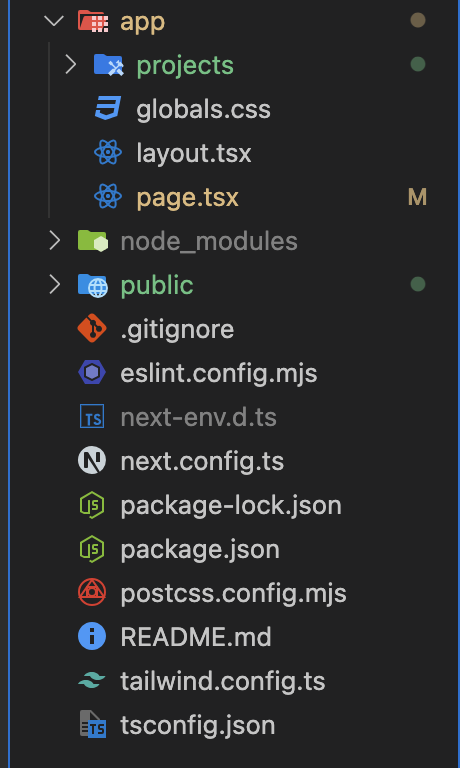 app
projects
globals.css
layout.tsx
page.tsx M
node_modules
public
.gitignore
eslint.config.mjs
TS next-env.d.ts
N next.config.ts
JS package-lock.json
JS package.json
postcss.config.mjs
i README.md
tailwind.config.ts
TS tsconfig.json